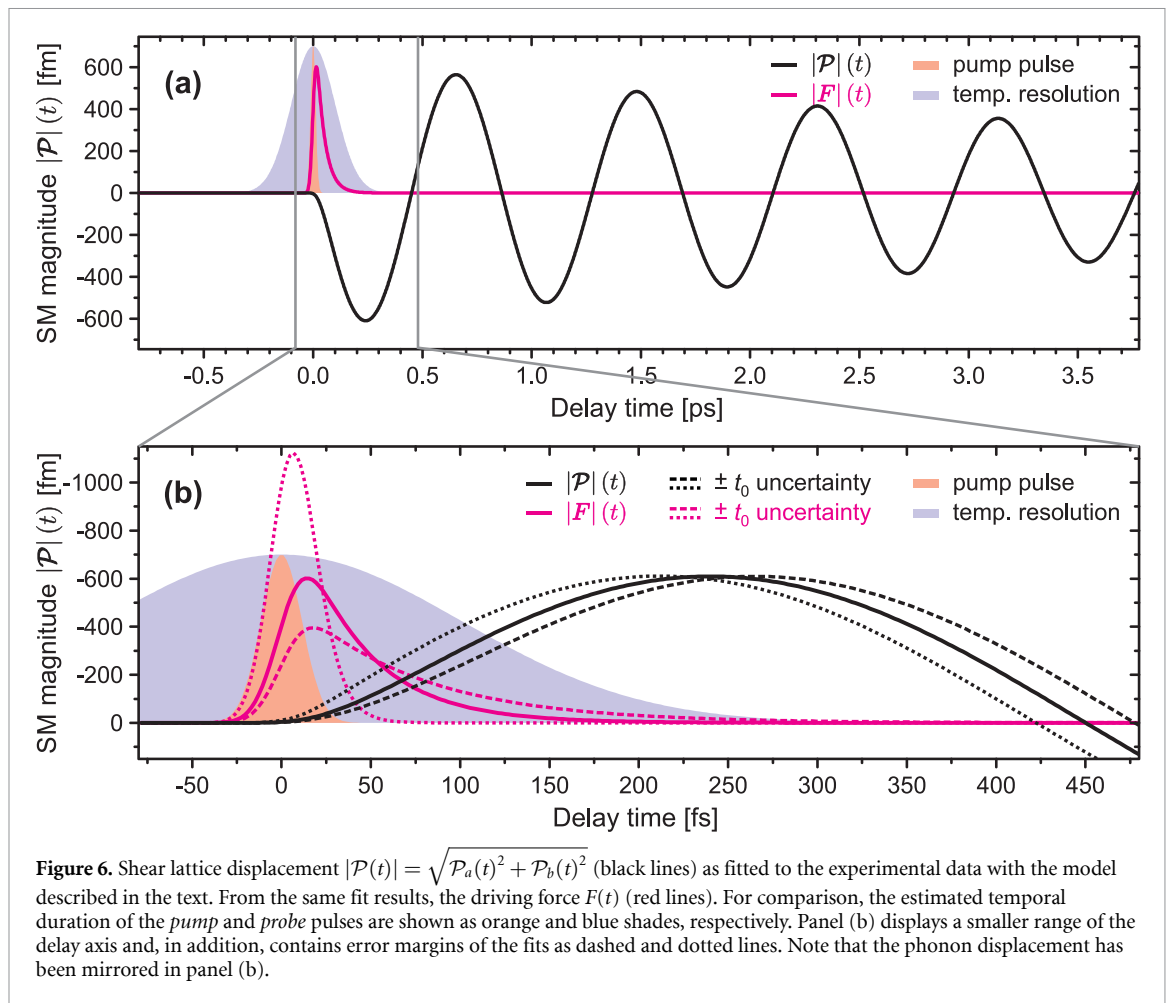 (a)
|𝒫| (t)
|F| (t)
pump pulse
temp. resolution
SM magnitude |𝒫| (t) [fm]
600
400
200
0
-200
-400
-600
-0.5 0.0 0.5 1.0 1.5 2.0 2.5 3.0 3.5
Delay time [ps]
(b)
|𝒫| (t)
|F| (t)
± t₀ uncertainty
± t₀ uncertainty
pump pulse
temp. resolution
SM magnitude |𝒫| (t) [fm]
-1000
-800
-600
-400
-200
0
-50 0 50 100 150 200 250 300 350 400 450
Delay time [fs]
Figure 6. Shear lattice displacement |𝒫(t)| = √(𝒫ₐ(t)² + 𝒫_b(t)²) (black lines) as fitted to the experimental data with the model
described in the text. From the same fit results, the driving force F(t) (red lines). For comparison, the estimated temporal
duration of the pump and probe pulses are shown as orange and blue shades, respectively. Panel (b) displays a smaller range of the
delay axis and, in addition, contains error margins of the fits as dashed and dotted lines. Note that the phonon displacement has
been mirrored in panel (b).